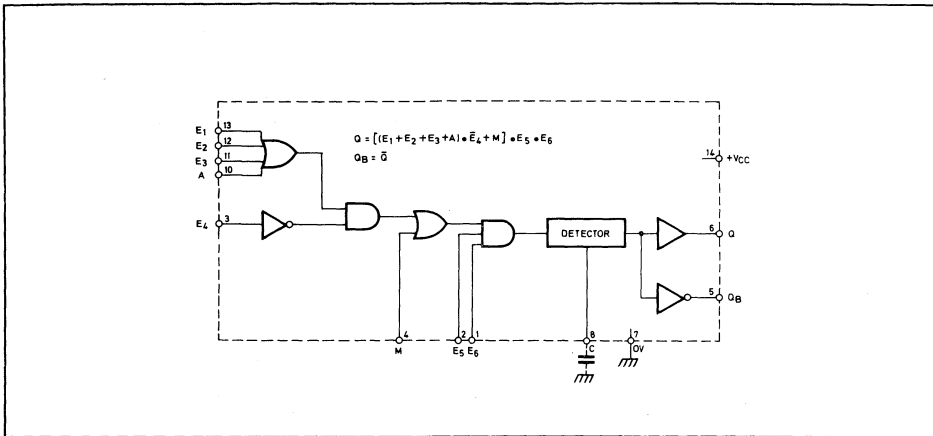 E1 13
E2 12
E3 11
A 10
Q = [(E1 + E2 + E3 + A) • Ē4 + M] • E5 • E6
QB = Q̄
14 +VCC
E4 3
DETECTOR
6 Q
5 QB
4 2 1 8 7
M E5 E6 C OV